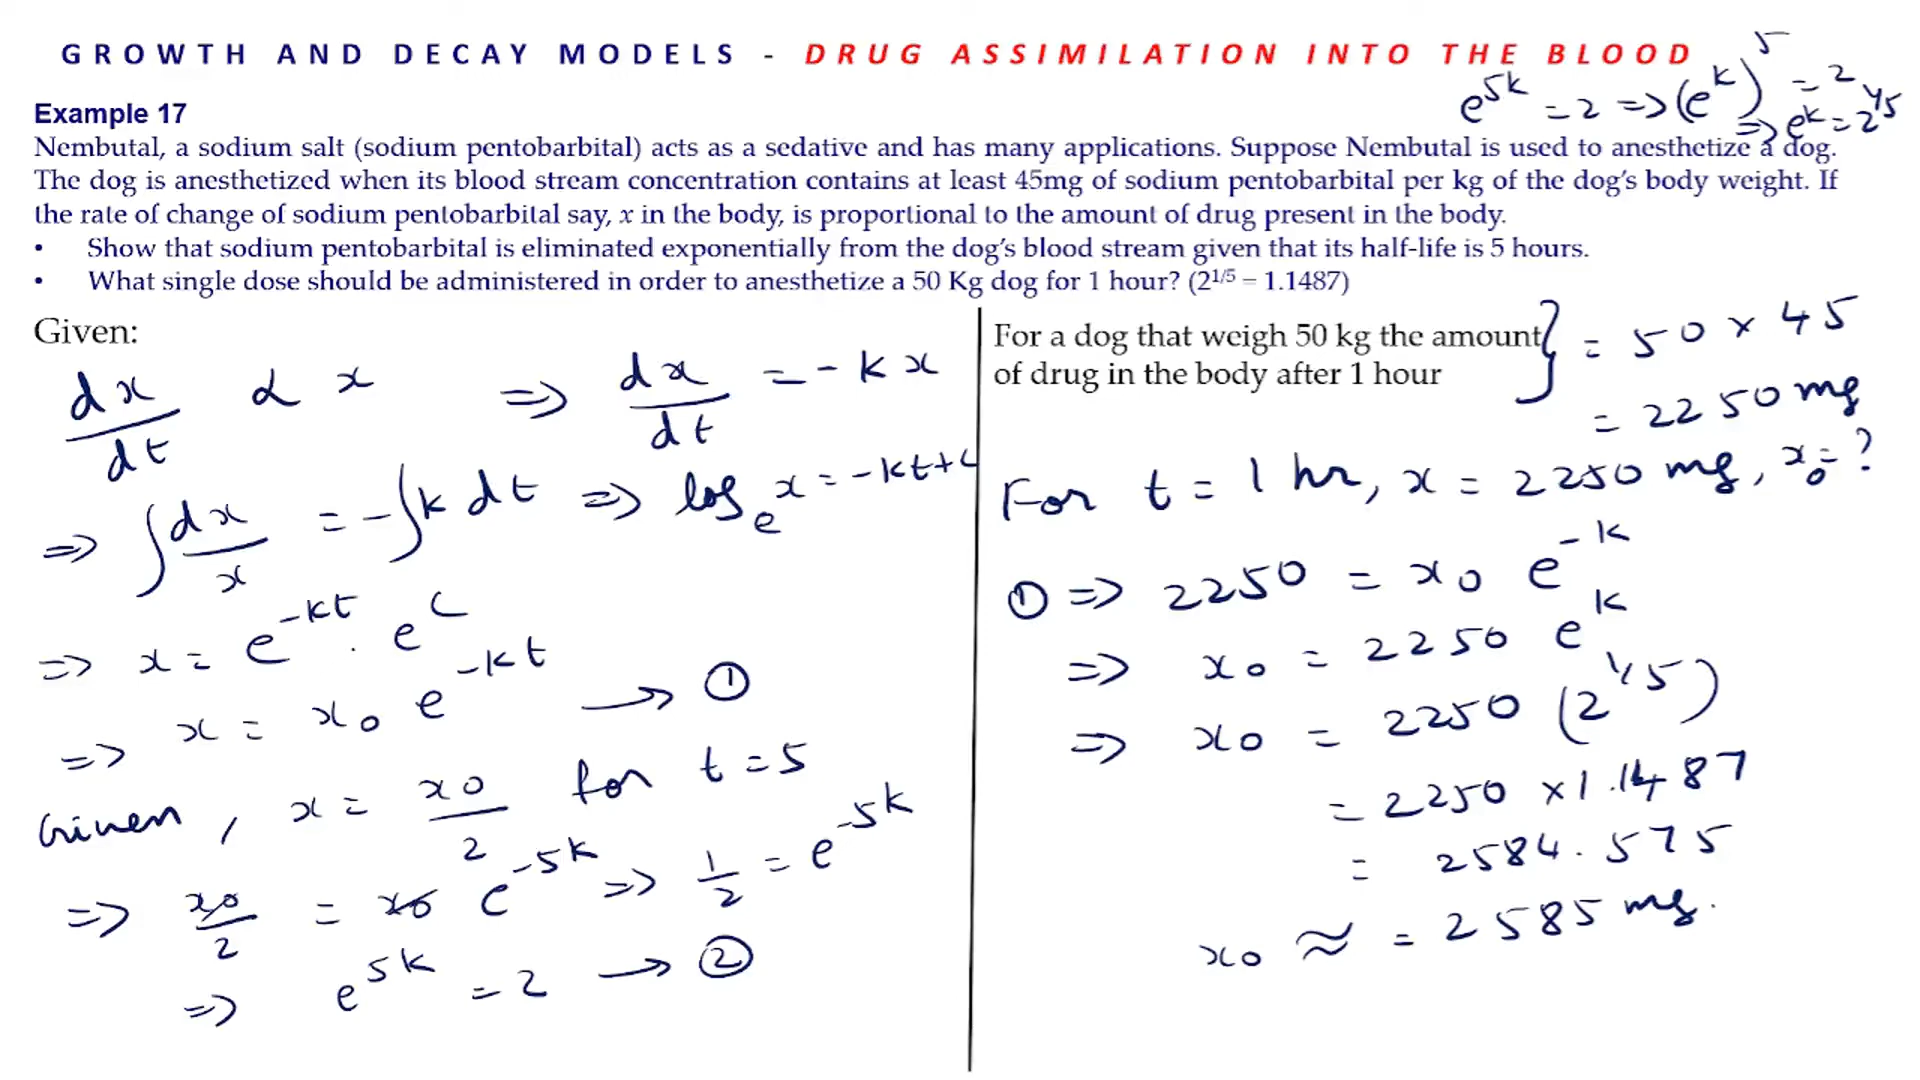 GROWTH AND DECAY MODELS - DRUG ASSIMILATION INTO THE BLOOD
e^{5k} = 2 => (e^k)^5 = 2
=> e^k = 2^{1/5}
Example 17
Nembutal, a sodium salt (sodium pentobarbital) acts as a sedative and has many applications. Suppose Nembutal is used to anesthetize a dog.
The dog is anesthetized when its blood stream concentration contains at least 45mg of sodium pentobarbital per kg of the dog's body weight. If
the rate of change of sodium pentobarbital say, x in the body, is proportional to the amount of drug present in the body.
• Show that sodium pentobarbital is eliminated exponentially from the dog's blood stream given that its half-life is 5 hours.
• What single dose should be administered in order to anesthetize a 50 Kg dog for 1 hour? (2^{1/5} = 1.1487)
Given:
dx/dt ∝ x => dx/dt = -kx
=> ∫dx/x = -∫k dt => log_e x = -kt+c
=> x = e^{-kt} . e^c
=> x = x₀ e^{-kt} → ①
Given, x = x₀/2 for t = 5
=> x₀/2 = x₀ e^{-5k} => 1/2 = e^{-5k}
=> e^{5k} = 2 → ②
For a dog that weigh 50 kg the amount
of drug in the body after 1 hour } = 50 × 45
= 2250 mg
For t = 1 hr, x = 2250 mg, x₀ = ?
① => 2250 = x₀ e^{-k}
=> x₀ = 2250 e^k
=> x₀ = 2250 (2^{1/5})
= 2250 × 1.1487
= 2584.575
x₀ ≈ = 2585 mg.